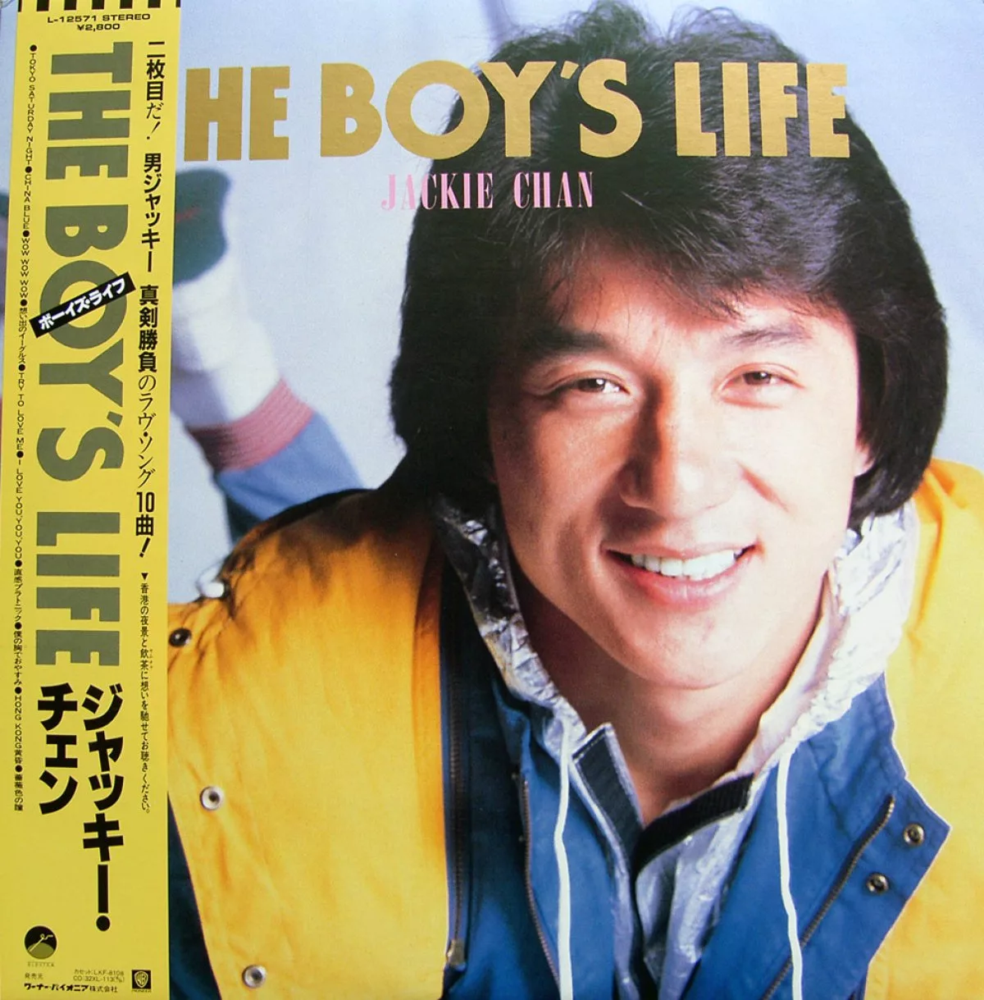 L-12571 STEREO
¥2,800
THE BOY'S LIFE
ボーイズ・ライフ
ジャッキー・
チェン
二枚目だ! 男ジャッキー 真剣勝負のラヴ・ソング10曲!
▼香港の夜景と飲茶に想いを馳せてお聴きください。
●TOKYO SATURDAY NIGHT●CHINA BLUE●WOW WOW WOW●想い出のイーグルス●TRY TO LOVE ME●I LOVE YOU,YOU,YOU●直感プラトニック●僕の胸でおやすみ●HONG KONG黄昏●薔薇色の瞳
HE BOY'S LIFE
JACKIE CHAN
ELEKTRA
発売元
ワーナー・パイオニア株式会社
カセット/LKF-8108
PIONEER